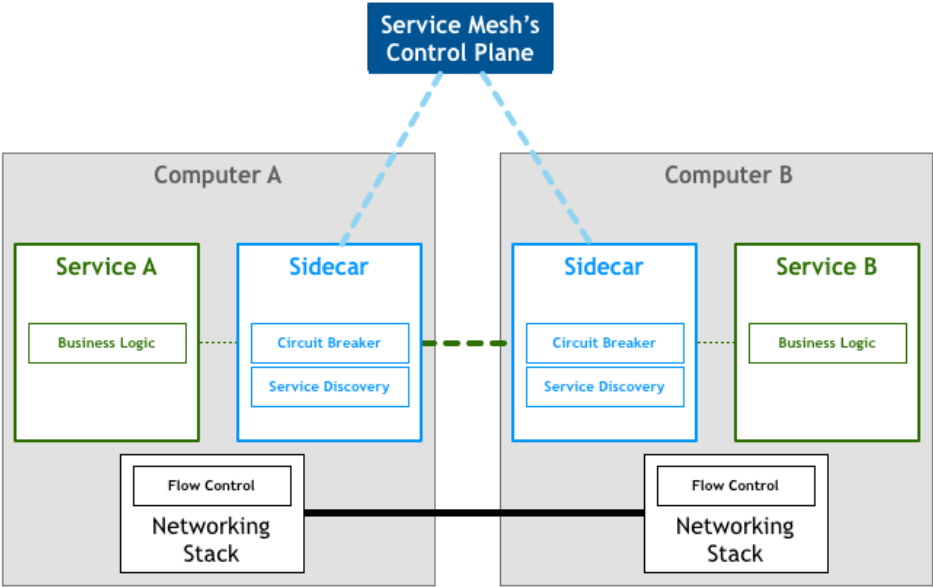 Service Mesh's
Control Plane
Computer A
Computer B
Service A
Sidecar
Sidecar
Service B
Business Logic
Circuit Breaker
Circuit Breaker
Business Logic
Service Discovery
Service Discovery
Flow Control
Flow Control
Networking
Stack
Networking
Stack